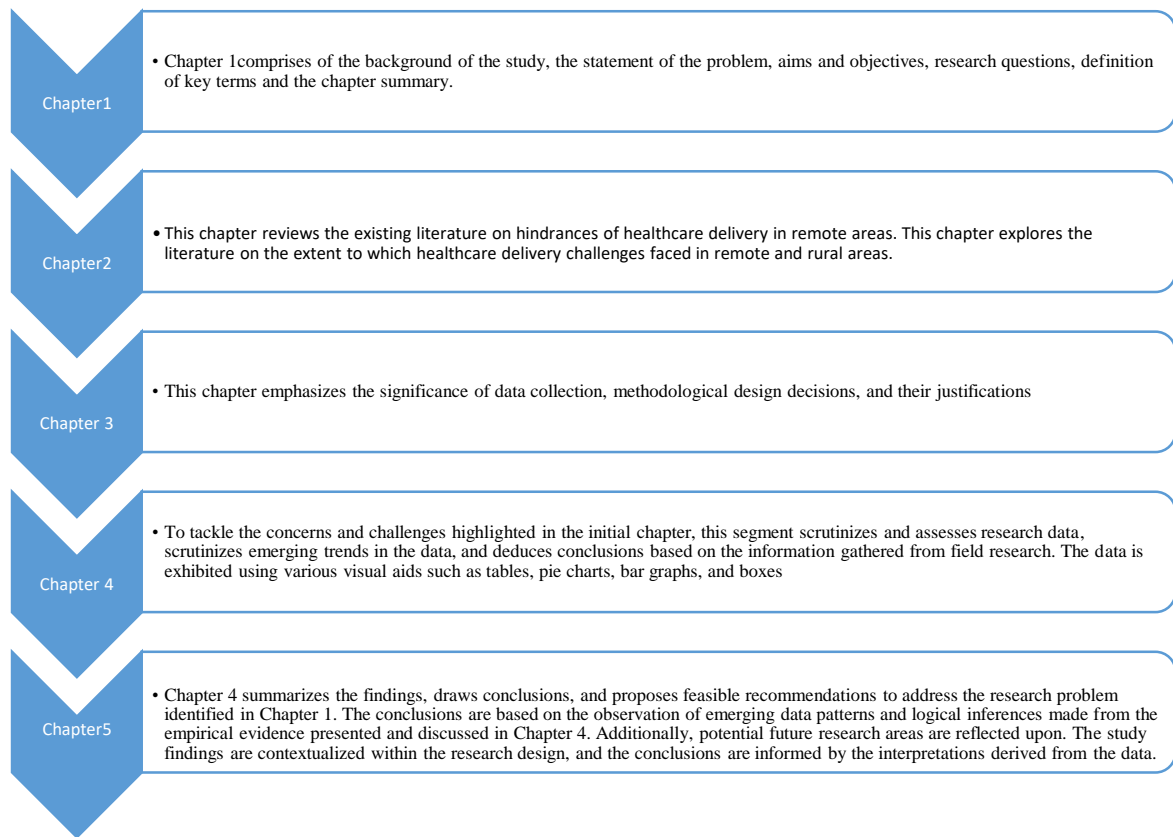 Chapter1
• Chapter 1comprises of the background of the study, the statement of the problem, aims and objectives, research questions, definition
of key terms and the chapter summary.
Chapter2
• This chapter reviews the existing literature on hindrances of healthcare delivery in remote areas. This chapter explores the
literature on the extent to which healthcare delivery challenges faced in remote and rural areas.
Chapter 3
• This chapter emphasizes the significance of data collection, methodological design decisions, and their justifications
Chapter 4
• To tackle the concerns and challenges highlighted in the initial chapter, this segment scrutinizes and assesses research data,
scrutinizes emerging trends in the data, and deduces conclusions based on the information gathered from field research. The data is
exhibited using various visual aids such as tables, pie charts, bar graphs, and boxes
Chapter5
• Chapter 4 summarizes the findings, draws conclusions, and proposes feasible recommendations to address the research problem
identified in Chapter 1. The conclusions are based on the observation of emerging data patterns and logical inferences made from the
empirical evidence presented and discussed in Chapter 4. Additionally, potential future research areas are reflected upon. The study
findings are contextualized within the research design, and the conclusions are informed by the interpretations derived from the data.